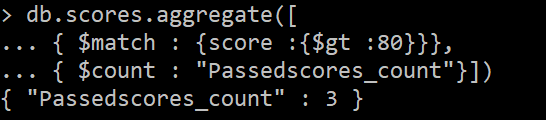 > db.scores.aggregate([
... { $match : {score :{$gt :80}}},
... { $count : "Passedscores_count"}])
{ "Passedscores_count" : 3 }